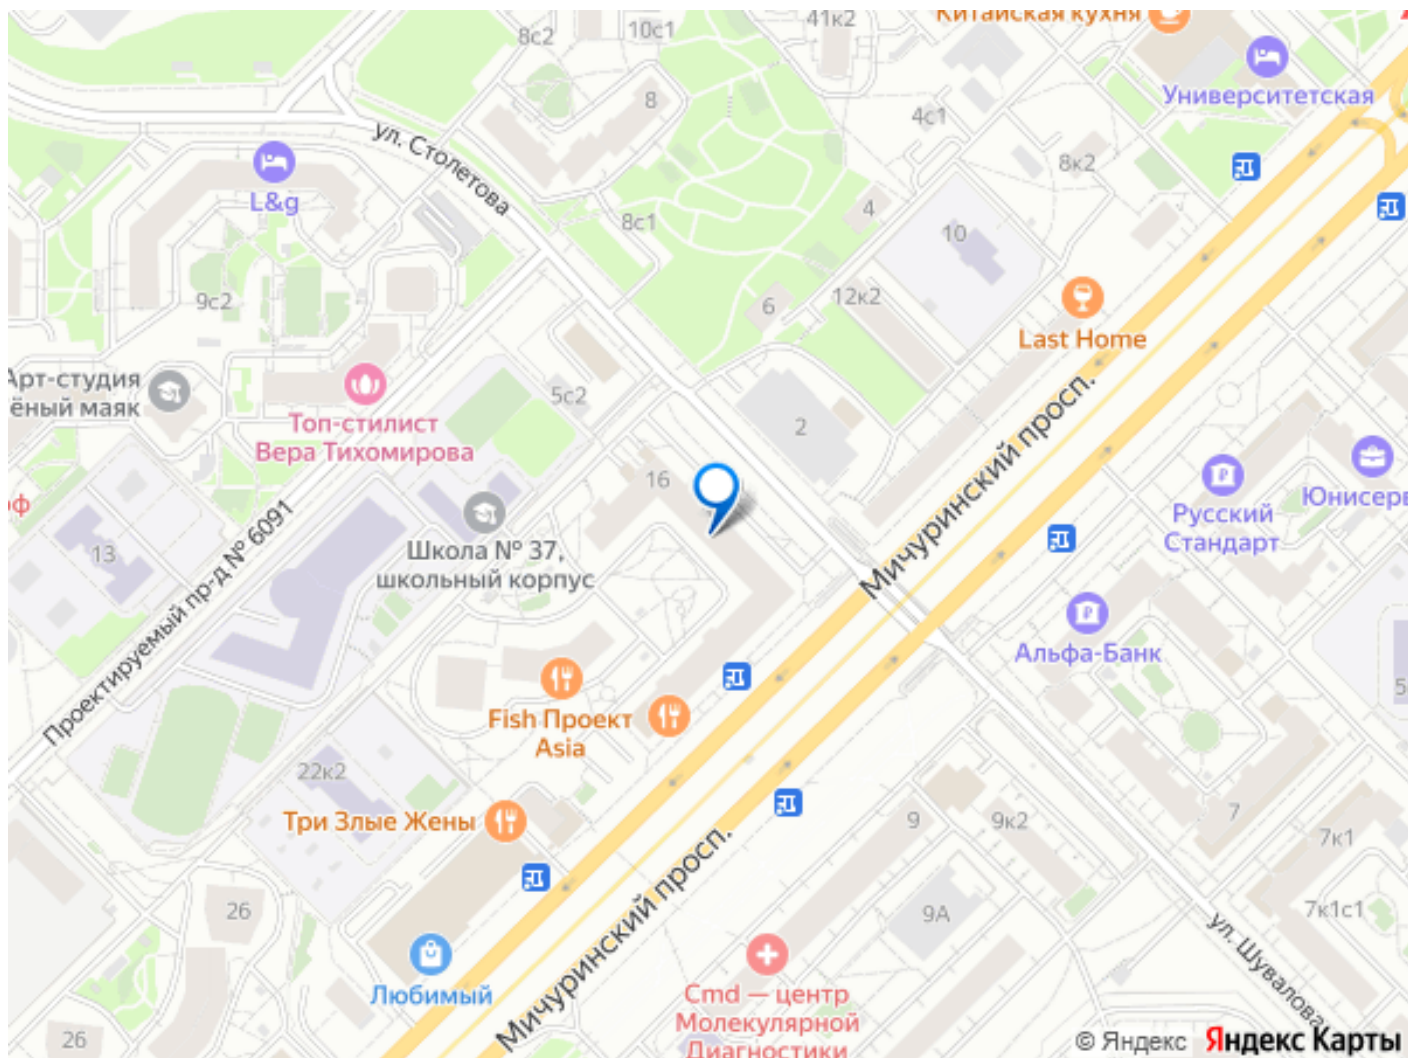 41к2
Китайская кухня
8с2
10с1
Университетская
8
4с1
ул. Столетова
8к2
L&g
8с1
4
10
9с2
6
12к2
Last Home
Арт-студия
ёный маяк
5с2
Топ-стилист
Вера Тихомирова
2
Мичуринский просп.
16
Юнисерв
Русский
Стандарт
оф
Школа № 37,
школьный корпус
13
Проектируемый пр-д № 6091
Альфа-Банк
5
Fish Проект
Asia
22к2
Три Злые Жены
9
9к2
7
7к1
Мичуринский просп.
26
9А
7к1с1
ул. Шувалова
Любимый
Cmd — центр
Молекулярной
Диагностики
26
© Яндекс Яндекс Карты